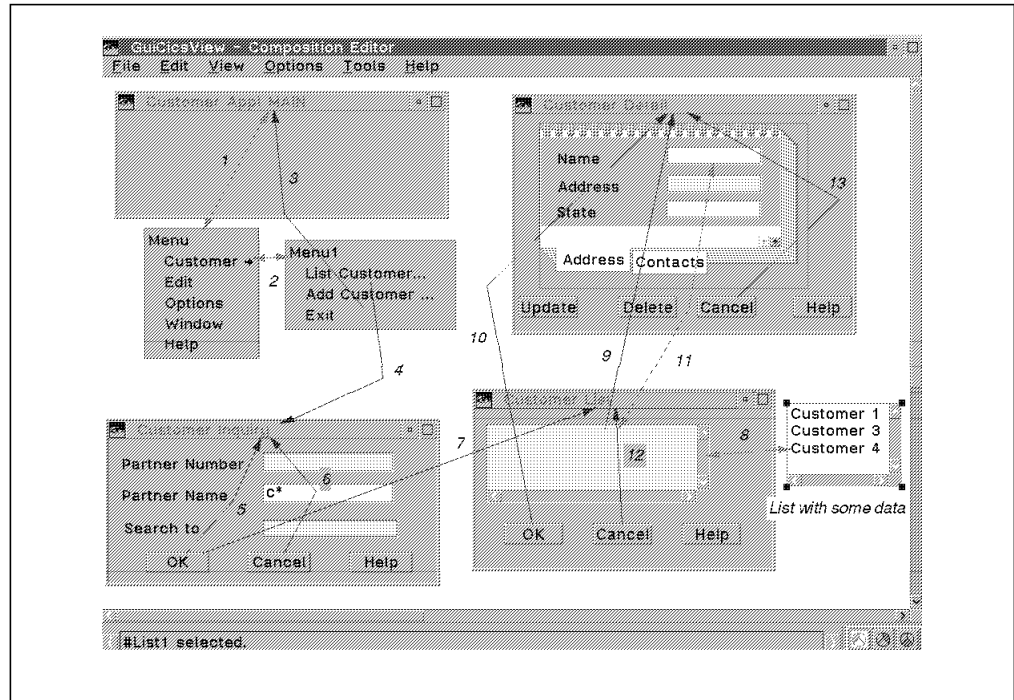 GuiCicsView - Composition Editor
File Edit View Options Tools Help
Customer Appl MAIN
1
3
Menu
Customer
Edit
Options
Window
Help
2
Menu1
List Customer...
Add Customer ...
Exit
4
Customer Detail
Name
Address
State
13
Address Contacts
Update Delete Cancel Help
10
9
11
Customer Inquiry
Partner Number
Partner Name c*
Search to
5
6
OK Cancel Help
7
Customer List
12
OK Cancel Help
8
Customer 1
Customer 3
Customer 4
List with some data
#List1 selected.